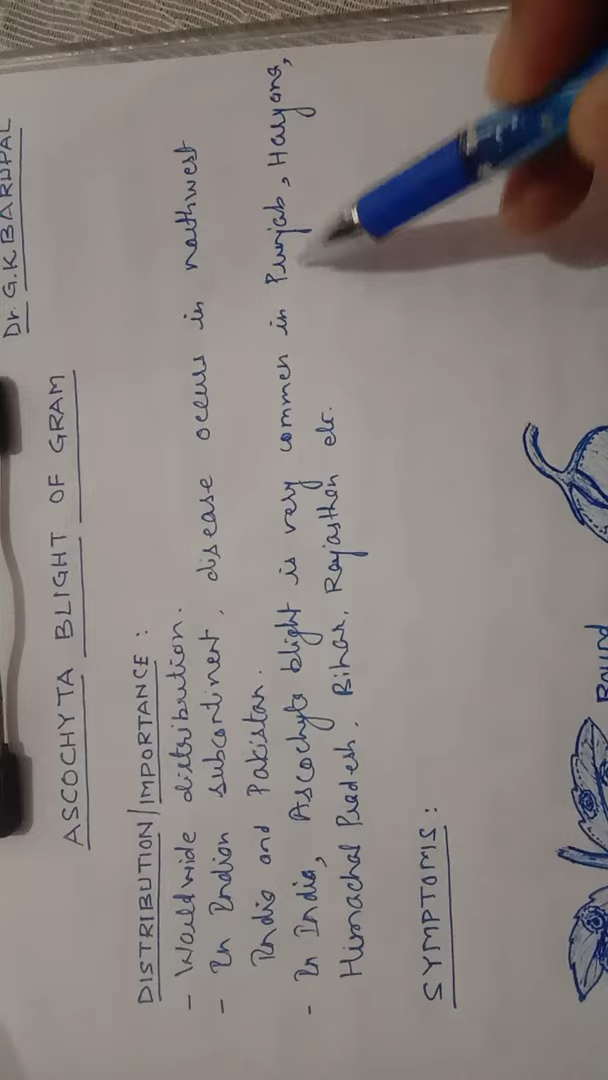 Dr. G.K BARUPAL
ASCOCHYTA BLIGHT OF GRAM
DISTRIBUTION/IMPORTANCE :
- Worldwide distribution.
- In Indian subcontinent, disease occurs in northwest
India and Pakistan.
- In India, Ascochyta blight is very common in Punjab, Haryana,
Himachal Pradesh, Bihar, Rajasthan etc.
SYMPTOMS :
Round